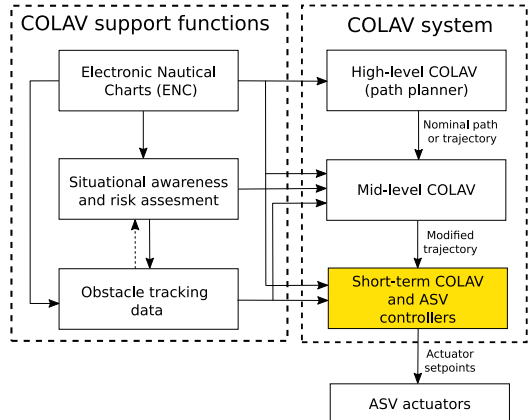 COLAV support functions
Electronic Nautical
Charts (ENC)
Situational awareness
and risk assesment
Obstacle tracking
data
COLAV system
High-level COLAV
(path planner)
Nominal path
or trajectory
Mid-level COLAV
Modified
trajectory
Short-term COLAV
and ASV
controllers
Actuator
setpoints
ASV actuators